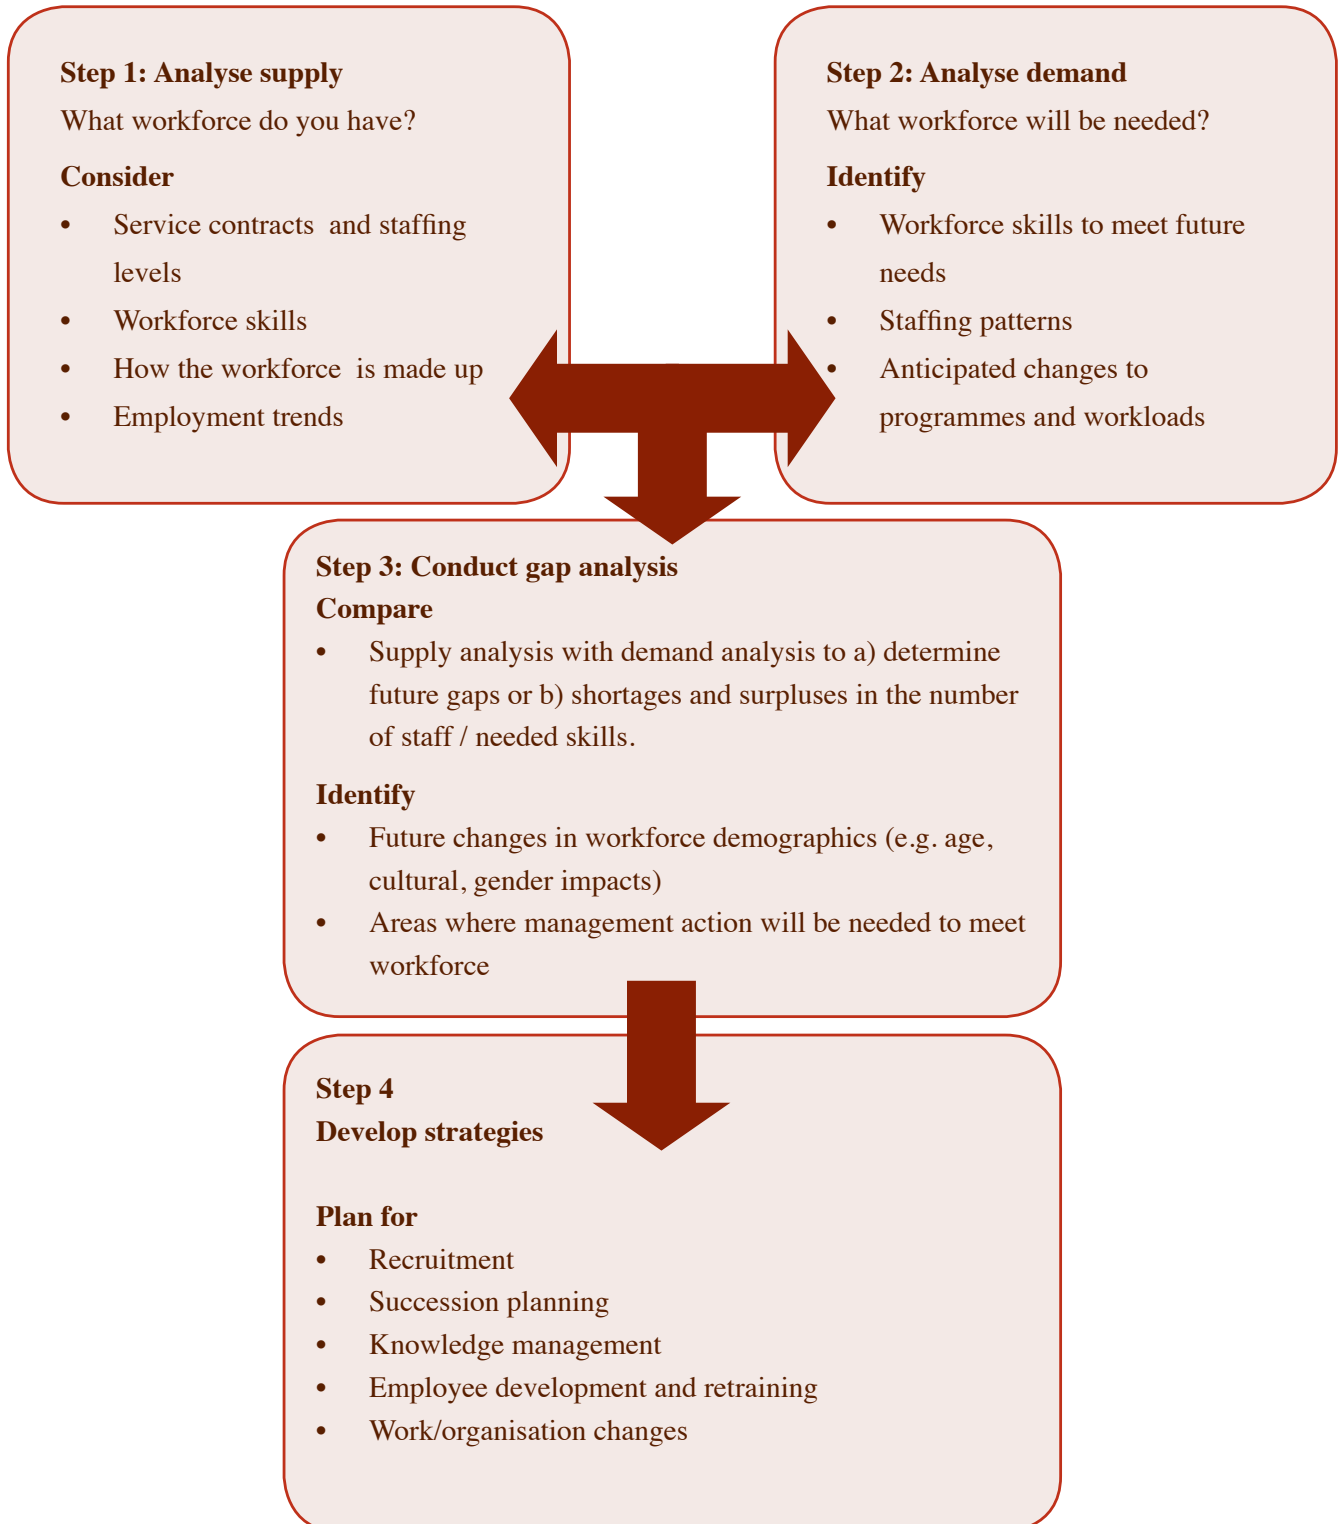 Step 1: Analyse supply
What workforce do you have?
Consider
• Service contracts  and staffing
levels
• Workforce skills
• How the workforce  is made up
• Employment trends
Step 2: Analyse demand
What workforce will be needed?
Identify
• Workforce skills to meet future
needs
• Staffing patterns
• Anticipated changes to
programmes and workloads
Step 3: Conduct gap analysis
Compare
• Supply analysis with demand analysis to a) determine
future gaps or b) shortages and surpluses in the number
of staff / needed skills.
Identify
• Future changes in workforce demographics (e.g. age,
cultural, gender impacts)
• Areas where management action will be needed to meet
workforce
Step 4
Develop strategies
Plan for
• Recruitment
• Succession planning
• Knowledge management
• Employee development and retraining
• Work/organisation changes